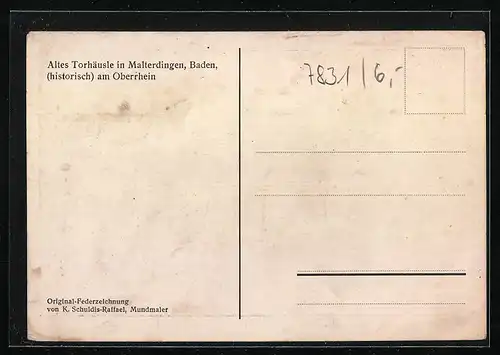 Altes Torhäusle in Malterdingen, Baden,
(historisch) am Oberrhein
7831/6,-
Original-Federzeichnung
von K. Schuldis-Raffael, Mundmaler